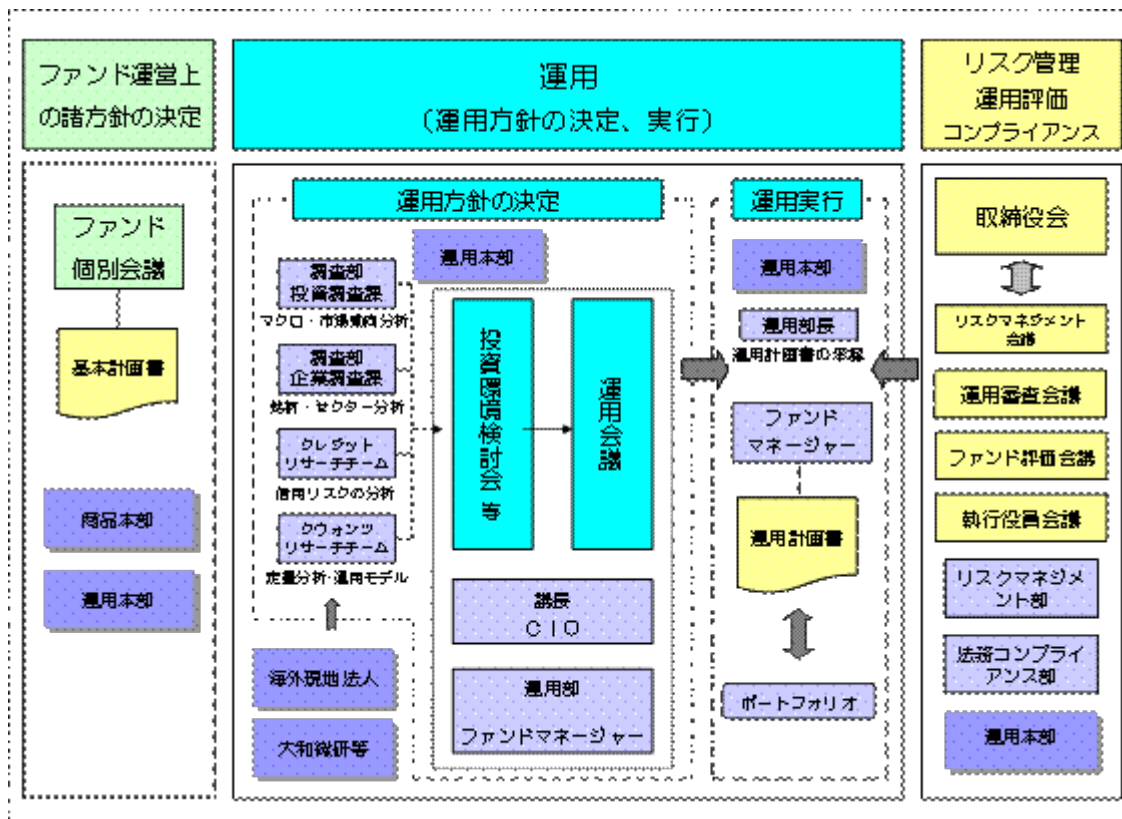 ファンド運営上
の諸方針の決定
運用
(運用方針の決定、実行)
リスク管理
運用評価
コンプライアンス
ファンド
個別会議
基本計画書
商品本部
運用本部
運用方針の決定
運用本部
調査部
投資調査課
マクロ・市場動向分析
調査部
企業調査課
銘柄・セクター分析
クレジット
リサーチチーム
信用リスクの分析
クウォンツ
リサーチチーム
定量分析・運用モデル
海外現地法人
大和総研等
投資環境検討会 等
運用会議
議長
CIO
運用部
ファンドマネージャー
運用実行
運用本部
運用部長
運用計画書の承認
ファンド
マネージャー
運用計画書
ポートフォリオ
取締役会
リスクマネジメント
会議
運用審査会議
ファンド評価会議
執行役員会議
リスクマネジメ
ント部
法務コンプライ
アンス部
運用本部